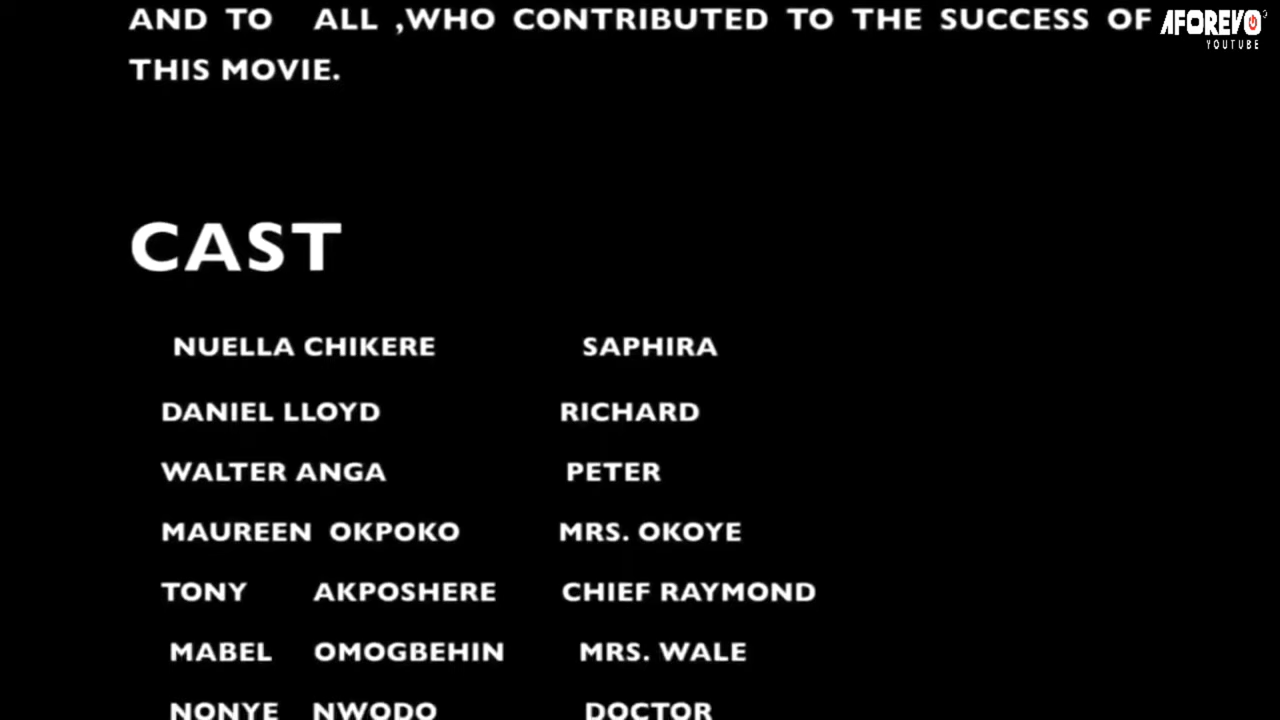 AND TO ALL ,WHO CONTRIBUTED TO THE SUCCESS OF
THIS MOVIE.
AFOREVO
YOUTUBE
CAST
NUELLA CHIKERE SAPHIRA
DANIEL LLOYD RICHARD
WALTER ANGA PETER
MAUREEN OKPOKO MRS. OKOYE
TONY AKPOSHERE CHIEF RAYMOND
MABEL OMOGBEHIN MRS. WALE
NONYE NWODO DOCTOR